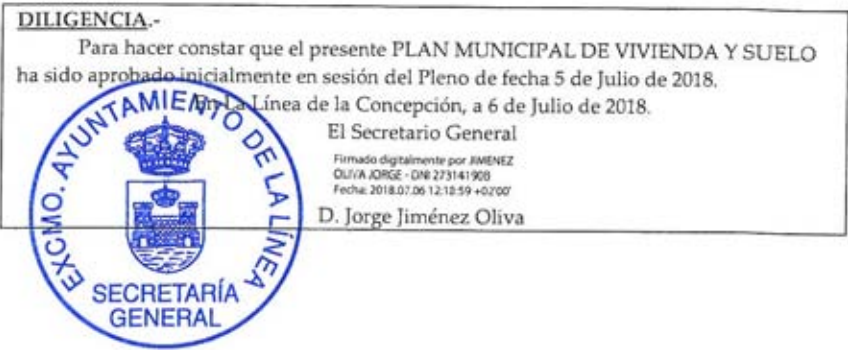 DILIGENCIA.-
Para hacer constar que el presente PLAN MUNICIPAL DE VIVIENDA Y SUELO
ha sido aprobado inicialmente en sesión del Pleno de fecha 5 de Julio de 2018.
En La Línea de la Concepción, a 6 de Julio de 2018.
El Secretario General
Firmado digitalmente por JIMENEZ
OLIVA JORGE - DNI 27314190B
Fecha: 2018.07.06 12:10:59 +02'00'
D. Jorge Jiménez Oliva
EXCMO. AYUNTAMIENTO DE LA LÍNEA
SECRETARÍA
GENERAL